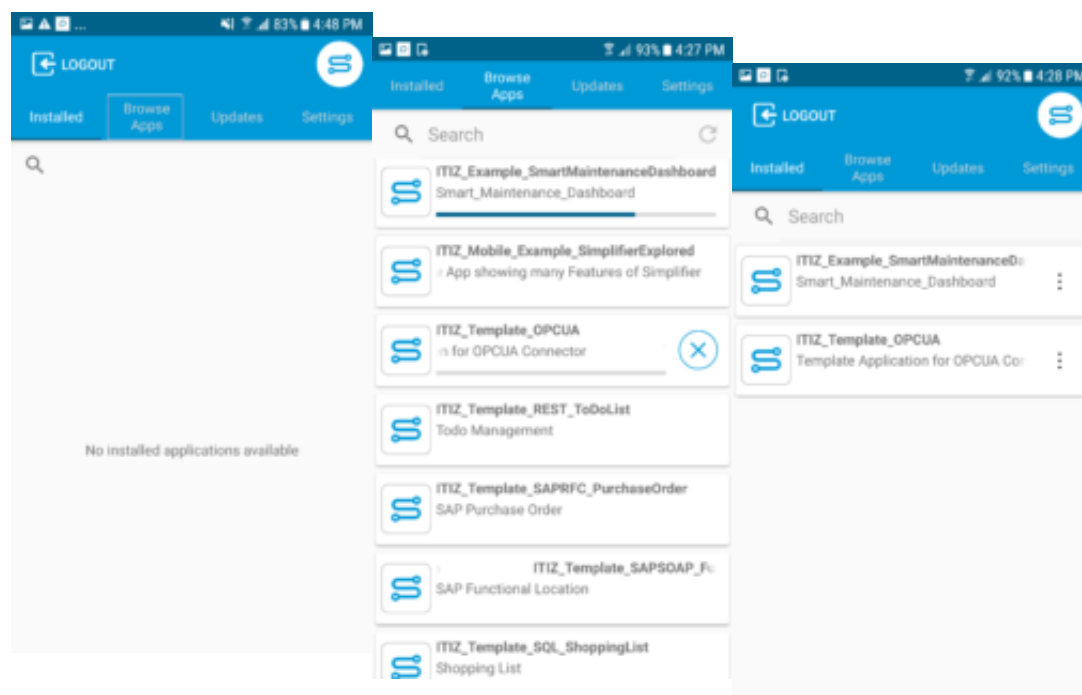 83% 4:48 PM
LOGOUT
Installed
Browse
Apps
Updates
Settings
No installed applications available
93% 4:27 PM
Installed
Browse
Apps
Updates
Settings
Search
ITIZ_Example_SmartMaintenanceDashboard
Smart_Maintenance_Dashboard
ITIZ_Mobile_Example_SimplifierExplored
App showing many Features of Simplifier
ITIZ_Template_OPCUA
for OPCUA Connector
ITIZ_Template_REST_ToDoList
Todo Management
ITIZ_Template_SAPRFC_PurchaseOrder
SAP Purchase Order
ITIZ_Template_SAPSOAP_Fu
SAP Functional Location
ITIZ_Template_SQL_ShoppingList
Shopping List
92% 4:28 PM
LOGOUT
Installed
Browse
Apps
Updates
Settings
Search
ITIZ_Example_SmartMaintenanceDa
Smart_Maintenance_Dashboard
ITIZ_Template_OPCUA
Template Application for OPCUA Con